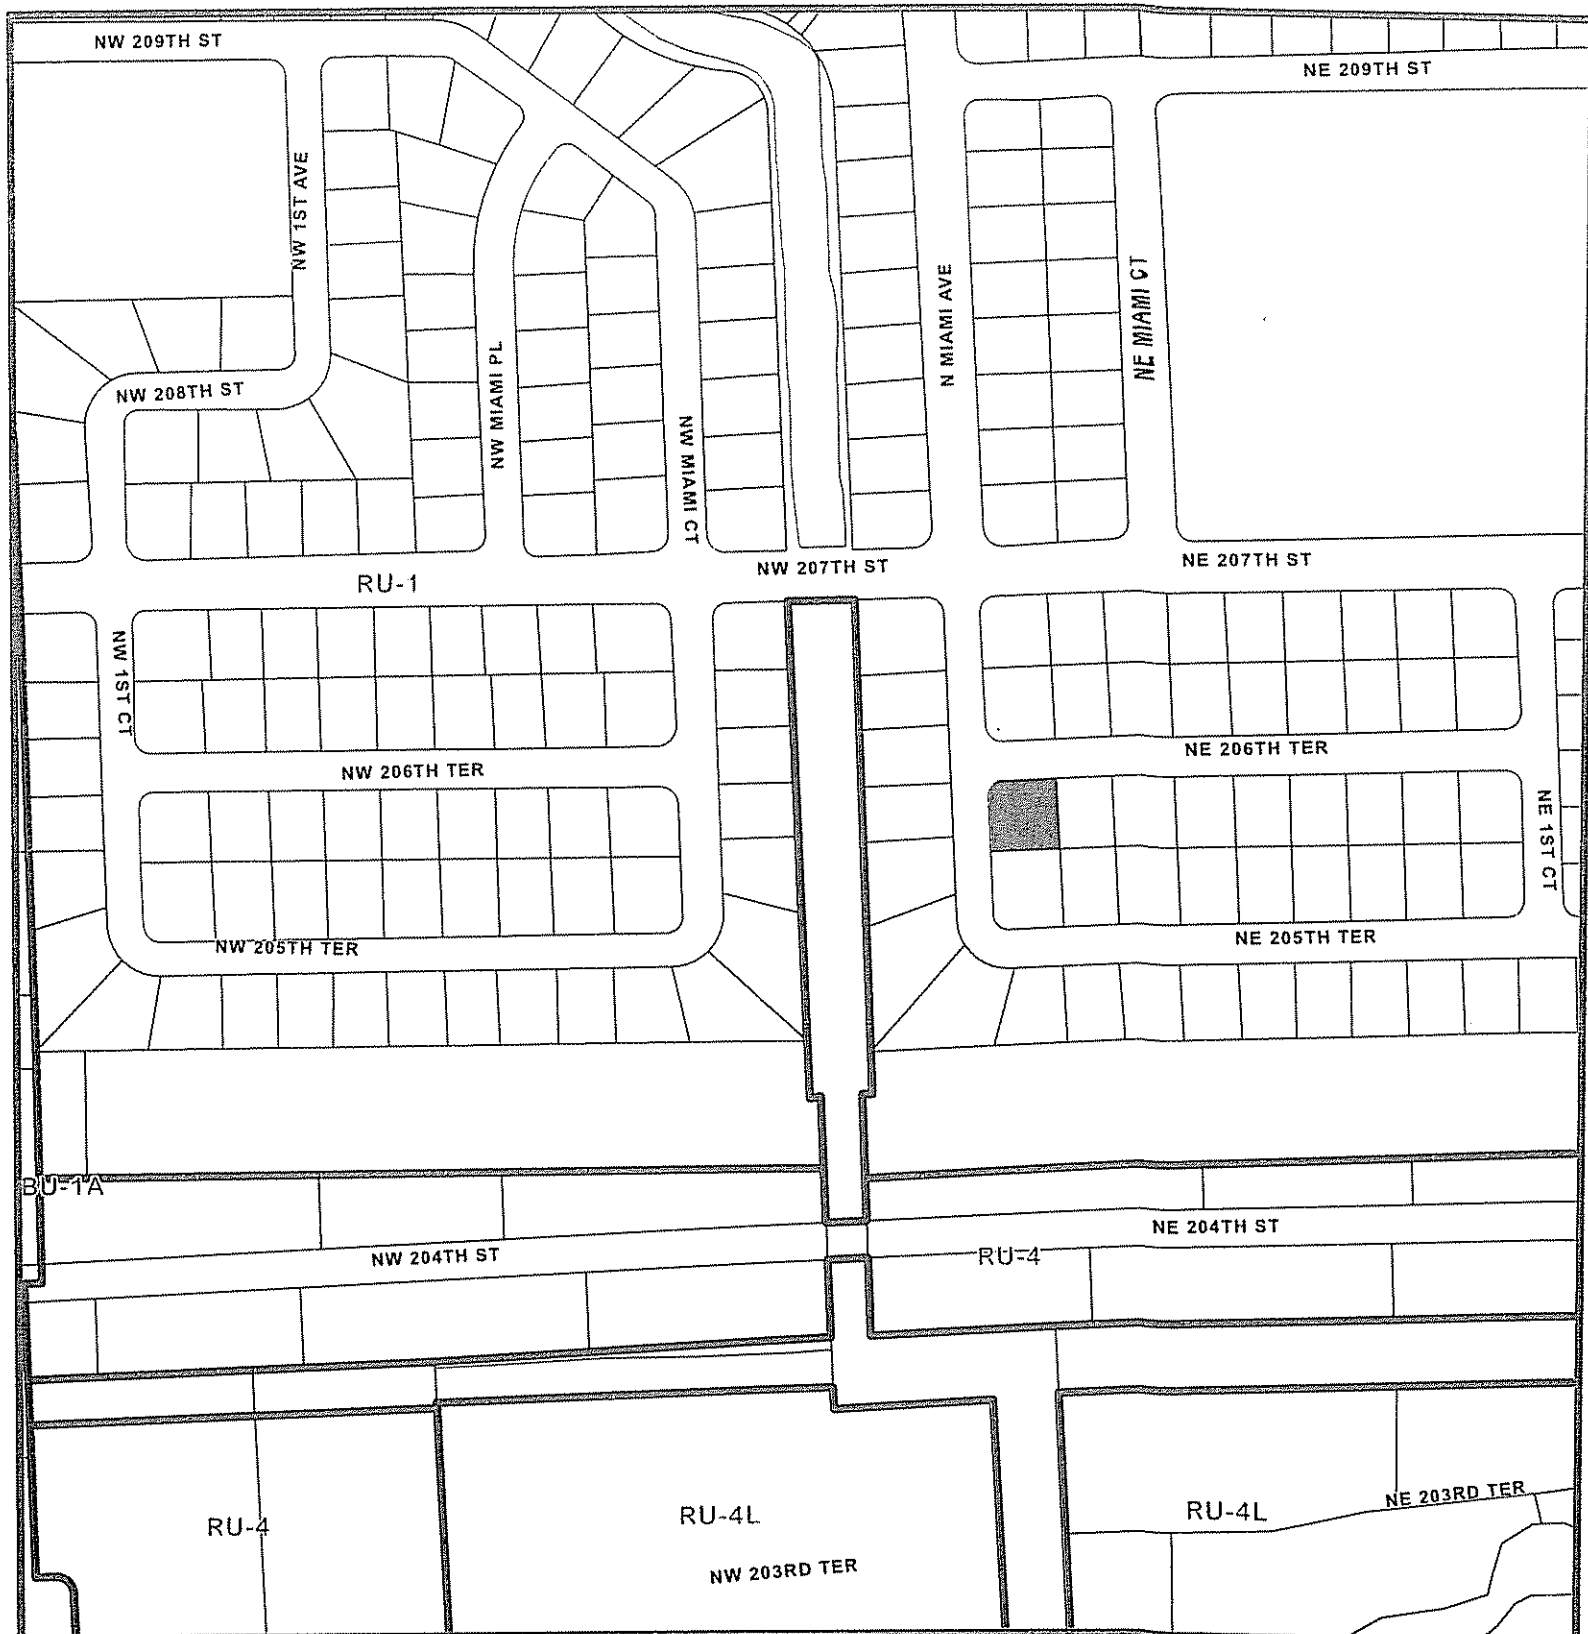 NW 209TH ST
NE 209TH ST
NW 1ST AVE
N MIAMI AVE
NE MIAMI CT
NW MIAMI PL
NW 208TH ST
NW MIAMI CT
NW 207TH ST
NE 207TH ST
RU-1
NW 1ST CT
NE 206TH TER
NW 206TH TER
NE 1ST CT
NW 205TH TER
NE 205TH TER
BU-1A
NE 204TH ST
NW 204TH ST
RU-4
NE 203RD TER
RU-4
RU-4L
RU-4L
NW 203RD TER